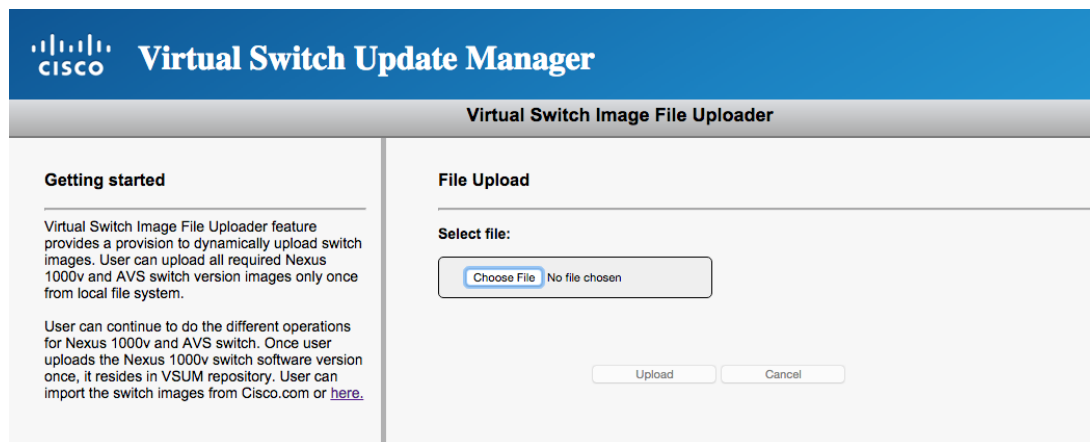 CISCO
Virtual Switch Update Manager
Virtual Switch Image File Uploader
Getting started
Virtual Switch Image File Uploader feature
provides a provision to dynamically upload switch
images. User can upload all required Nexus
1000v and AVS switch version images only once
from local file system.
User can continue to do the different operations
for Nexus 1000v and AVS switch. Once user
uploads the Nexus 1000v switch software version
once, it resides in VSUM repository. User can
import the switch images from Cisco.com or here.
File Upload
Select file:
Choose File No file chosen
Upload Cancel